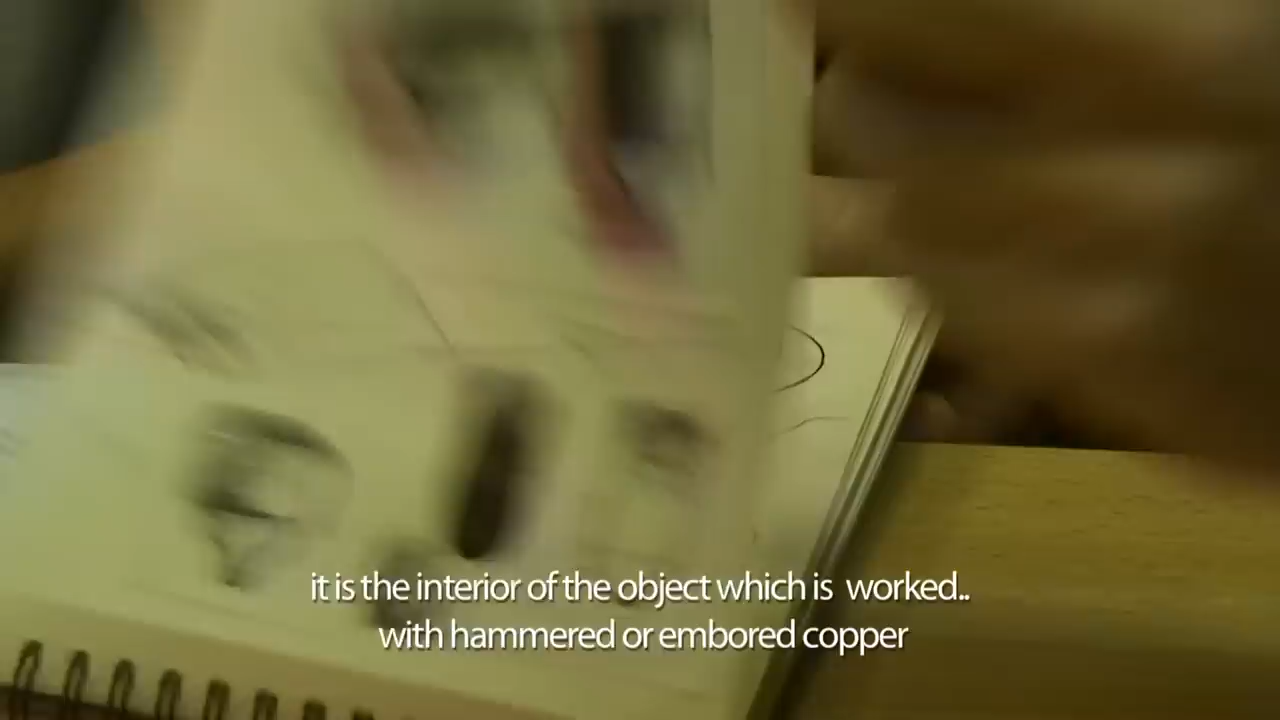 it is the interior of the object which is  worked..
with hammered or embored copper